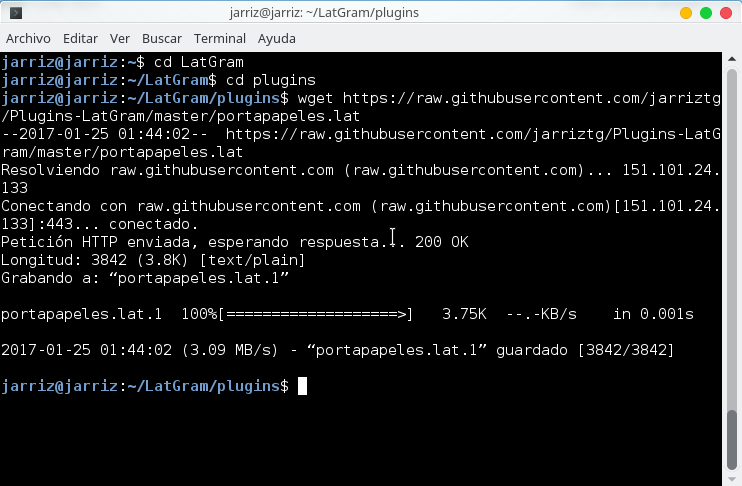 jarriz@jarriz: ~/LatGram/plugins
Archivo Editar Ver Buscar Terminal Ayuda
jarriz@jarriz:~$ cd LatGram
jarriz@jarriz:~/LatGram$ cd plugins
jarriz@jarriz:~/LatGram/plugins$ wget https://raw.githubusercontent.com/jarriztg
/Plugins-LatGram/master/portapapeles.lat
--2017-01-25 01:44:02--  https://raw.githubusercontent.com/jarriztg/Plugins-LatG
ram/master/portapapeles.lat
Resolviendo raw.githubusercontent.com (raw.githubusercontent.com)... 151.101.24.
133
Conectando con raw.githubusercontent.com (raw.githubusercontent.com)[151.101.24.
133]:443... conectado.
Petición HTTP enviada, esperando respuesta... 200 OK
Longitud: 3842 (3.8K) [text/plain]
Grabando a: “portapapeles.lat.1”
portapapeles.lat.1  100%[===================>]   3.75K  --.-KB/s    in 0.001s
2017-01-25 01:44:02 (3.09 MB/s) - “portapapeles.lat.1” guardado [3842/3842]
jarriz@jarriz:~/LatGram/plugins$